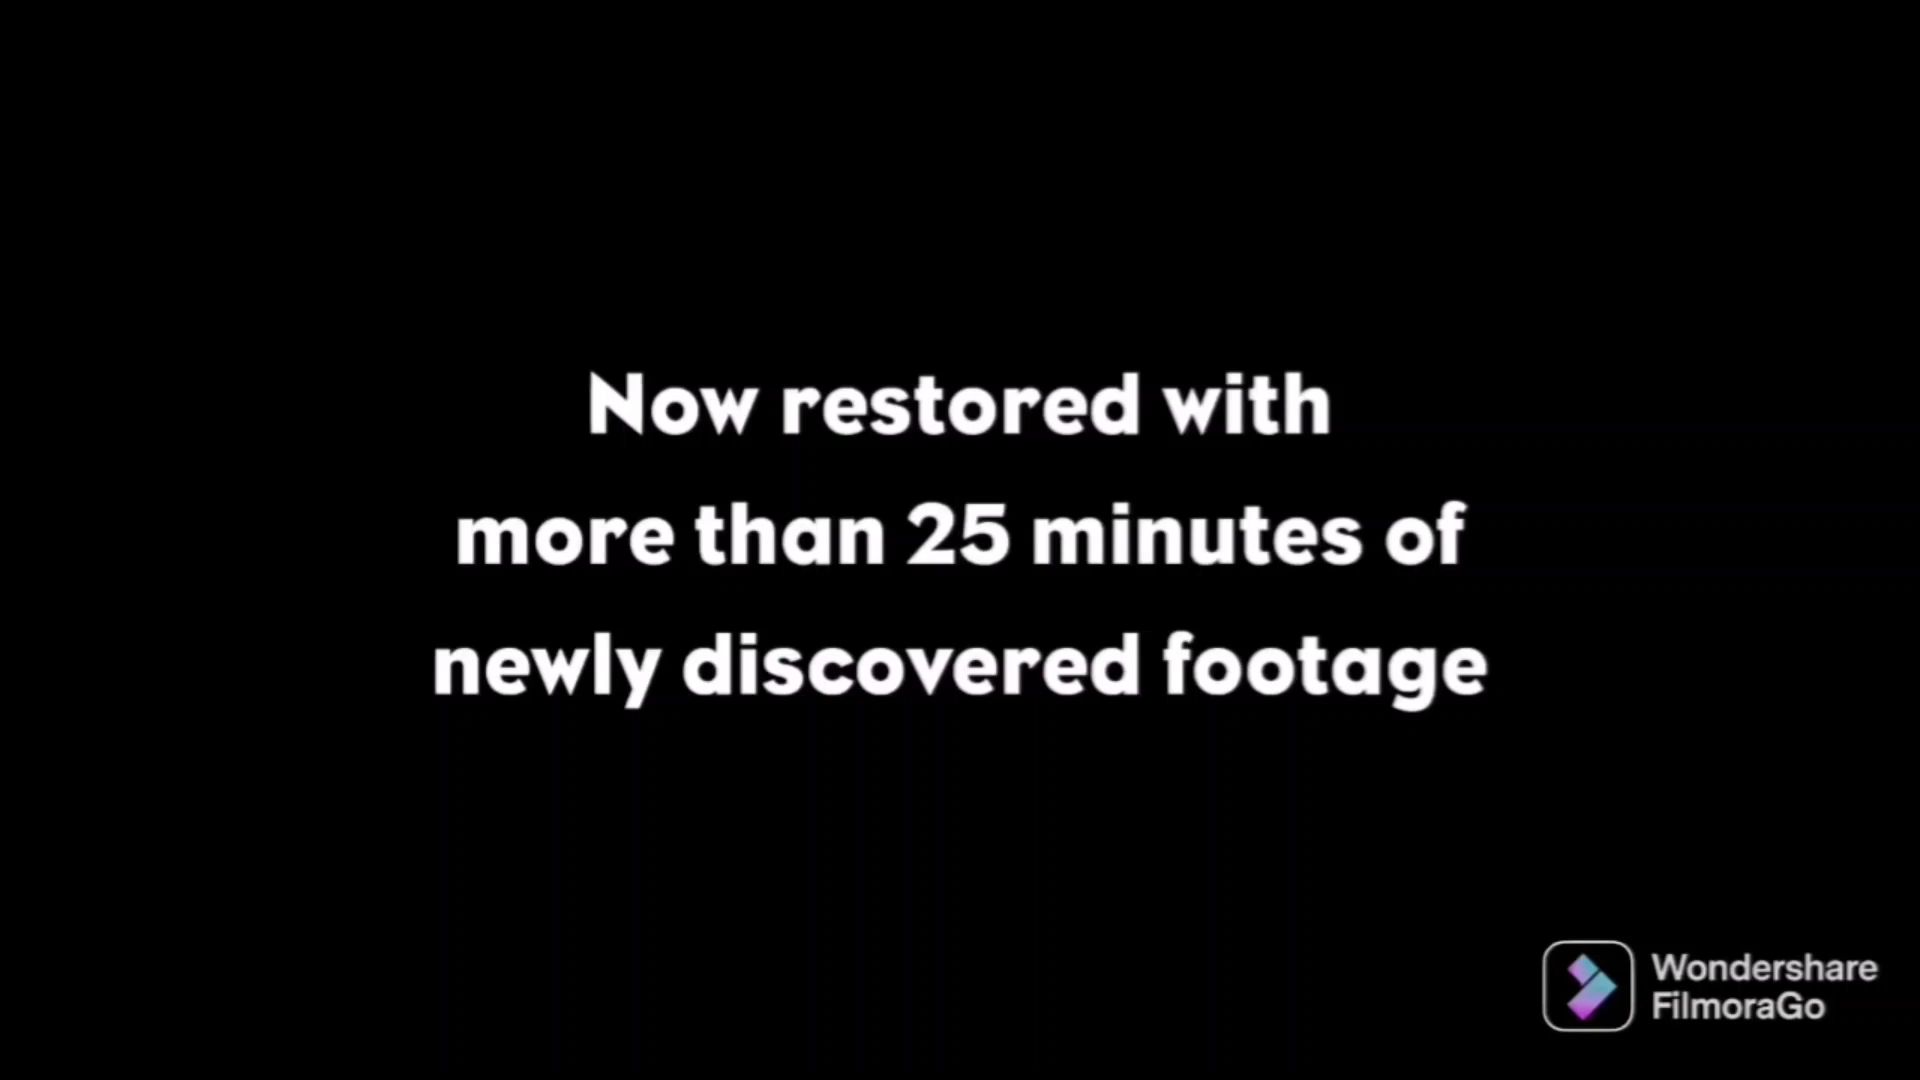 Now restored with
more than 25 minutes of
newly discovered footage
Wondershare
FilmoraGo